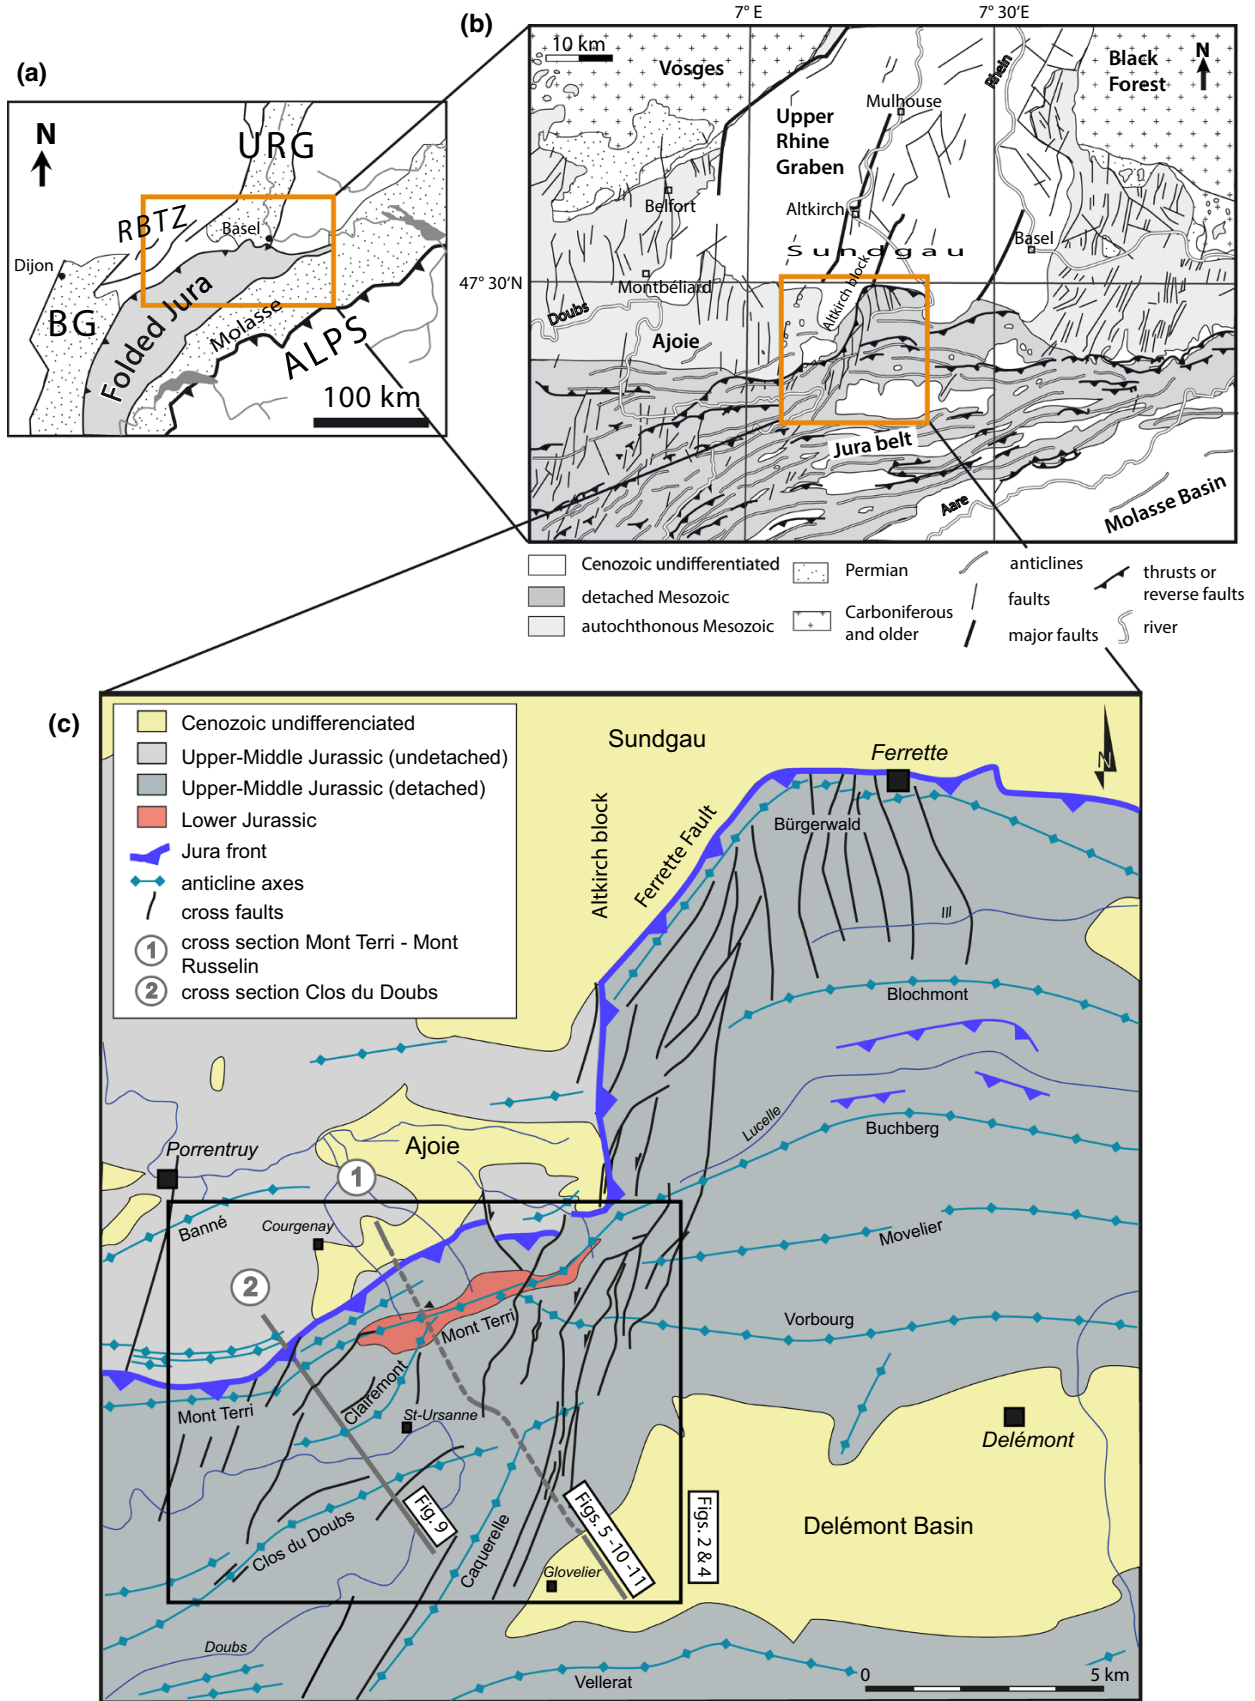 (a)
N
URG
RBTZ
Basel
Dijon
BG
Folded Jura
Molasse
ALPS
100 km
(b)
7° E
7° 30'E
10 km
N
Vosges
Rhein
Black
Forest
Mulhouse
Upper
Rhine
Graben
Belfort
Altkirch
Sundgau
Basel
47° 30'N
Montbéliard
Altkirch block
Doubs
Ajoie
Jura belt
Aare
Molasse Basin
Cenozoic undifferentiated
detached Mesozoic
autochthonous Mesozoic
Permian
Carboniferous
and older
anticlines
faults
major faults
thrusts or
reverse faults
river
(c)
Cenozoic undifferenciated
Upper-Middle Jurassic (undetached)
Upper-Middle Jurassic (detached)
Lower Jurassic
Jura front
anticline axes
cross faults
1 cross section Mont Terri - Mont
Russelin
2 cross section Clos du Doubs
Sundgau
N
Ferrette
Altkirch block
Ferrette Fault
Bürgerwald
Ill
Blochmont
Lucelle
Buchberg
Porrentruy
Ajoie
1
Banné
Courgenay
Movelier
2
Mont Terri
Vorbourg
Clairemont
Mont Terri
St-Ursanne
Delémont
Fig. 9
Clos du Doubs
Caquerelle
Figs. 5 -10 -11
Figs. 2 & 4
Delémont Basin
Glovelier
Doubs
Vellerat
0
5 km